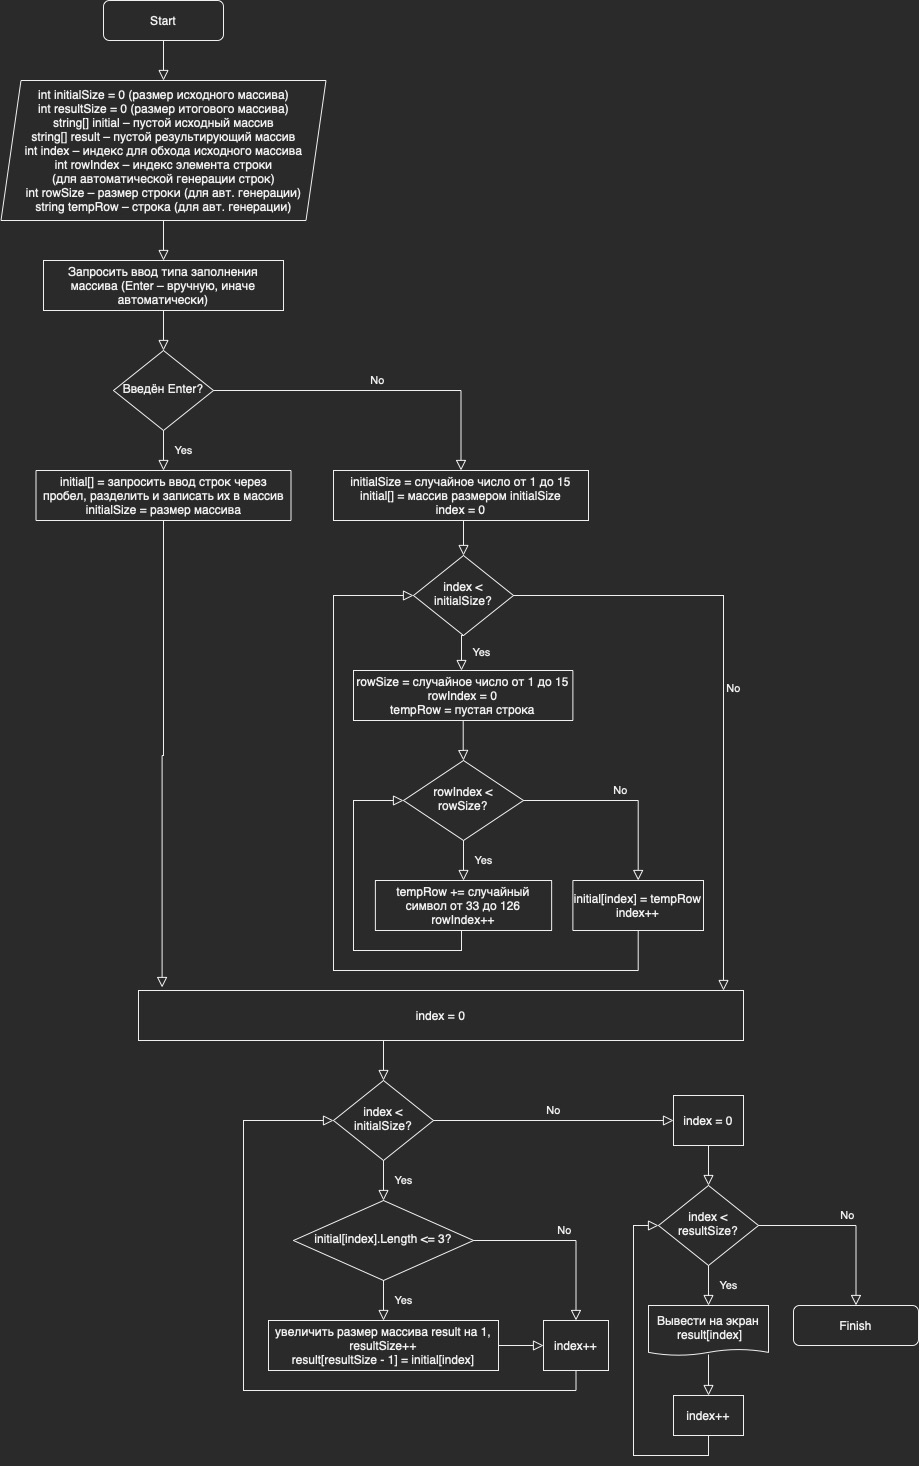 Start
int initialSize = 0 (размер исходного массива)
int resultSize = 0 (размер итогового массива)
string[] initial – пустой исходный массив
string[] result – пустой результирующий массив
int index – индекс для обхода исходного массива
int rowIndex – индекс элемента строки
(для автоматической генерации строк)
int rowSize – размер строки (для авт. генерации)
string tempRow – строка (для авт. генерации)
Запросить ввод типа заполнения
массива (Enter – вручную, иначе
автоматически)
Введён Enter?
No
Yes
initial[] = запросить ввод строк через
пробел, разделить и записать их в массив
initialSize = размер массива
initialSize = случайное число от 1 до 15
initial[] = массив размером initialSize
index = 0
index <
initialSize?
Yes
No
rowSize = случайное число от 1 до 15
rowIndex = 0
tempRow = пустая строка
rowIndex <
rowSize?
No
Yes
tempRow += случайный
символ от 33 до 126
rowIndex++
initial[index] = tempRow
index++
index = 0
index <
initialSize?
No
index = 0
Yes
initial[index].Length <= 3?
No
Yes
увеличить размер массива result на 1,
resultSize++
result[resultSize - 1] = initial[index]
index++
index <
resultSize?
No
Yes
Вывести на экран
result[index]
Finish
index++